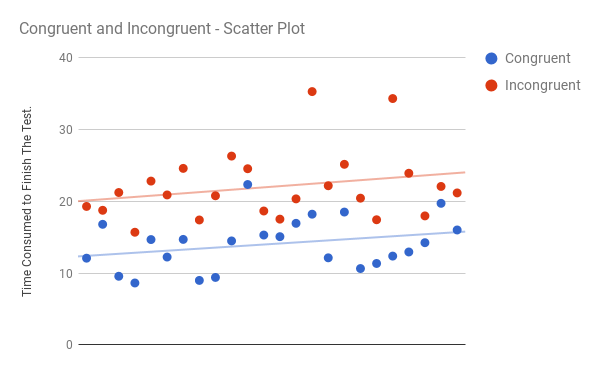 Congruent and Incongruent - Scatter Plot
Time Consumed to Finish The Test.
40
30
20
10
0
Congruent
Incongruent